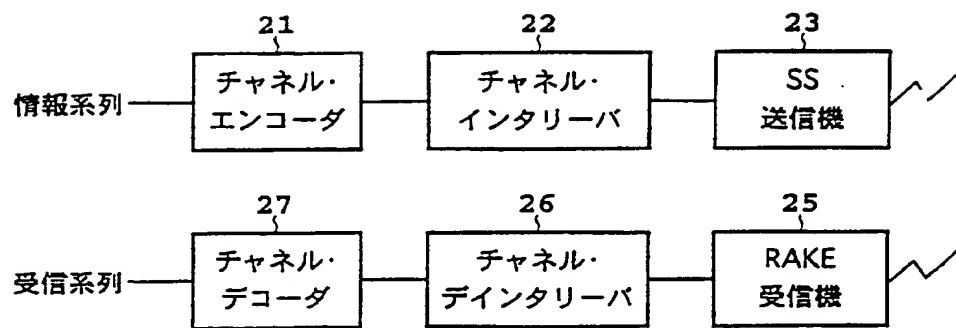 21
22
23
情報系列
チャネル・
エンコーダ
チャネル・
インタリーバ
SS
送信機
27
26
25
受信系列
チャネル・
デコーダ
チャネル・
デインタリーバ
RAKE
受信機